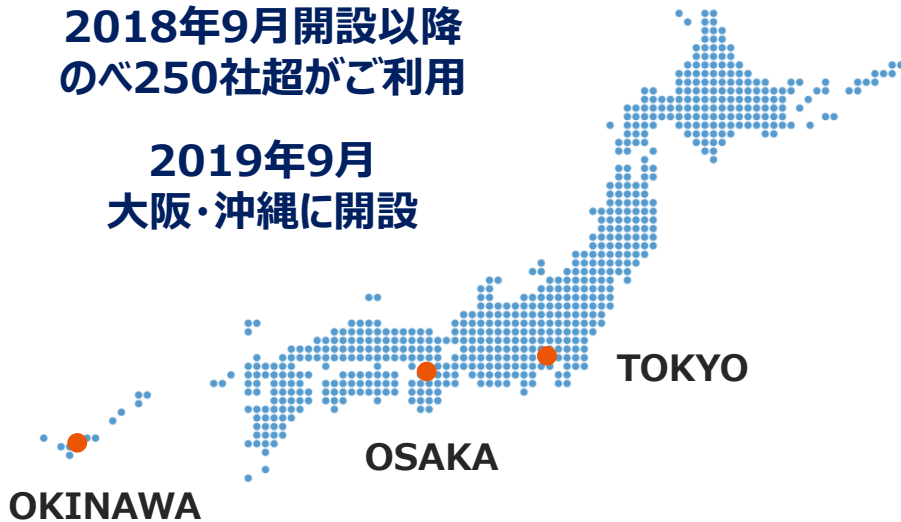 2018年9月開設以降
のべ250社超がご利用
2019年9月
大阪・沖縄に開設
TOKYO
OSAKA
OKINAWA